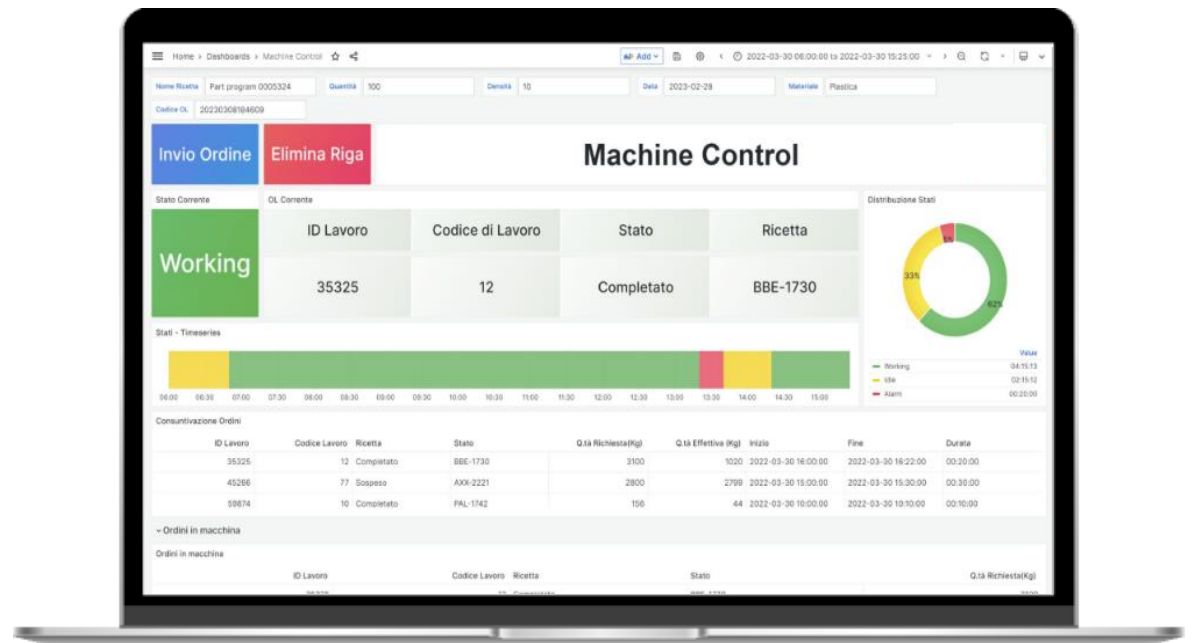 Home > Dashboards > Machine Control
Add
2022-03-30 06:00:00 to 2022-03-30 15:25:00
Nome Ricetta Part program 0005324 Quantità 100 Densità 10 Data 2023-02-28 Materiale Plastica
Codice OL 20230308184609
Invio Ordine Elimina Riga Machine Control
Stato Corrente OL Corrente Distribuzione Stati
Working
ID Lavoro Codice di Lavoro Stato Ricetta
35325 12 Completato BBE-1730
5%
33%
62%
Stati - Timeseries
06:00 06:30 07:00 07:30 08:00 08:30 09:00 09:30 10:00 10:30 11:00 11:30 12:00 12:30 13:00 13:30 14:00 14:30 15:00
Value
Working 04:15:13
Idle 02:15:12
Alarm 00:20:00
Consuntivazione Ordini
ID Lavoro Codice Lavoro Ricetta Stato Q.tà Richiesta(Kg) Q.tà Effettiva (Kg) Inizio Fine Durata
35325 12 Completato BBE-1730 3100 1020 2022-03-30 16:00:00 2022-03-30 16:22:00 00:20:00
45266 77 Sospeso AXX-2221 2800 2799 2022-03-30 15:00:00 2022-03-30 15:30:00 00:30:00
59874 10 Completato PAL-1742 156 44 2022-03-30 10:00:00 2022-03-30 10:10:00 00:10:00
Ordini in macchina
Ordini in macchina
ID Lavoro Codice Lavoro Ricetta Stato Q.tà Richiesta(Kg)